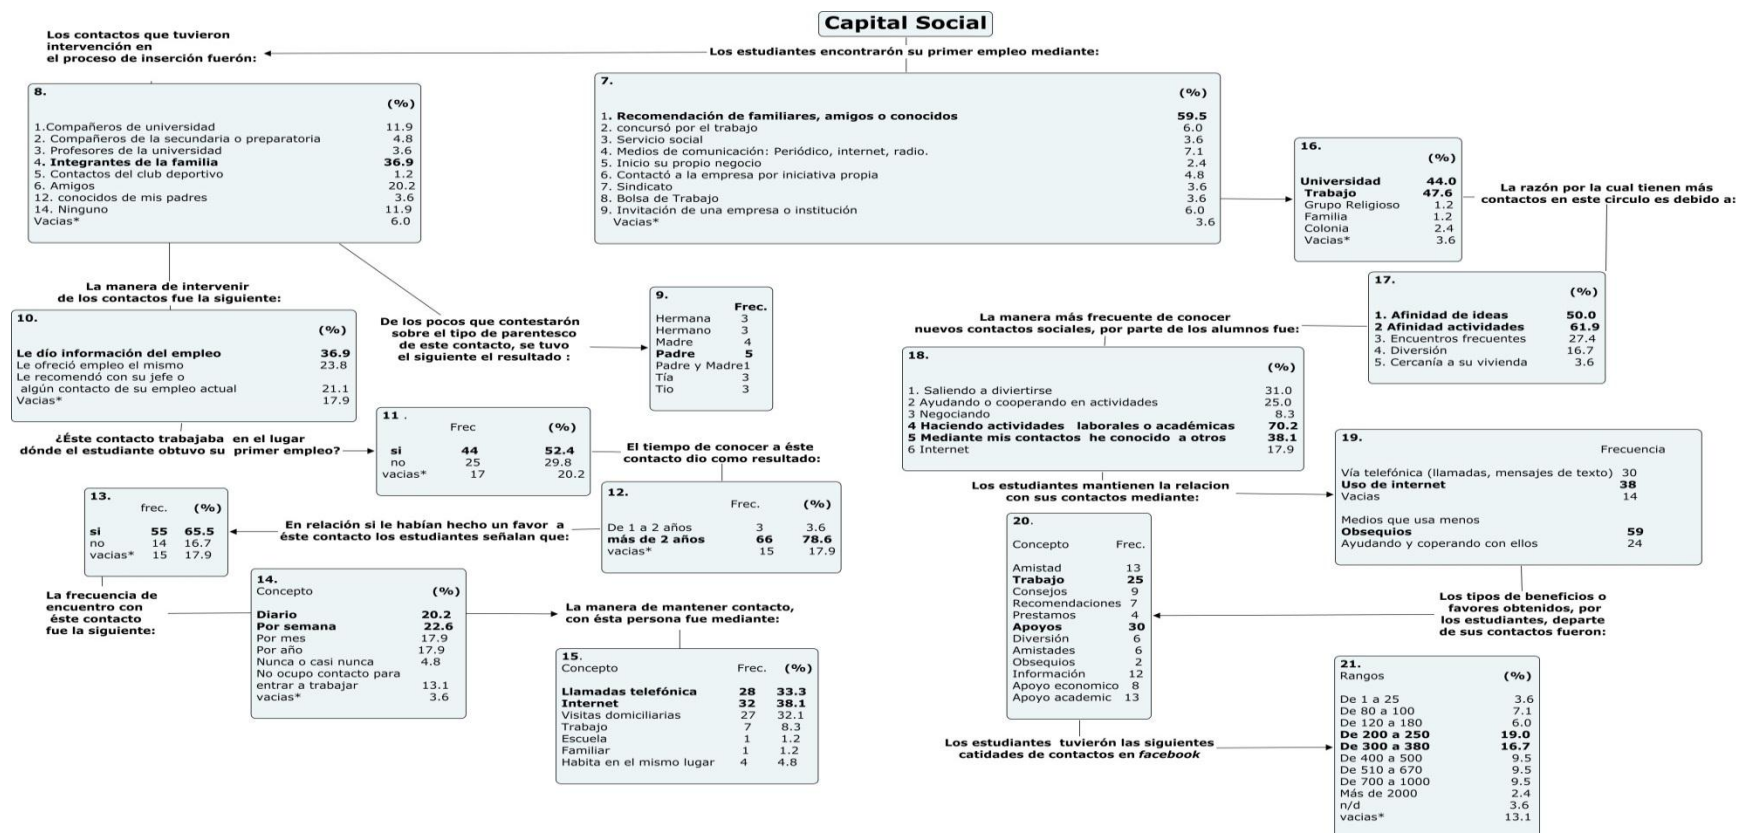 Capital Social
Los contactos que tuvieron
intervención en
el proceso de inserción fuerón:
Los estudiantes encontrarón su primer empleo mediante:
8.
(%)
1.Compañeros de universidad 11.9
2. Compañeros de la secundaria o preparatoria 4.8
3. Profesores de la universidad 3.6
4. Integrantes de la familia 36.9
5. Contactos del club deportivo 1.2
6. Amigos 20.2
12. conocidos de mis padres 3.6
14. Ninguno 11.9
Vacias* 6.0
7.
(%)
1. Recomendación de familiares, amigos o conocidos 59.5
2. concursó por el trabajo 6.0
3. Servicio social 3.6
4. Medios de comunicación: Periódico, internet, radio. 7.1
5. Inicio su propio negocio 2.4
6. Contactó a la empresa por iniciativa propia 4.8
7. Sindicato 3.6
8. Bolsa de Trabajo 3.6
9. Invitación de una empresa o institución 6.0
Vacias* 3.6
16.
(%)
Universidad 44.0
Trabajo 47.6
Grupo Religioso 1.2
Familia 1.2
Colonia 2.4
Vacias* 3.6
La razón por la cual tienen más
contactos en este circulo es debido a:
17.
(%)
1. Afinidad de ideas 50.0
2 Afinidad actividades 61.9
3. Encuentros frecuentes 27.4
4. Diversión 16.7
5. Cercanía a su vivienda 3.6
La manera de intervenir
de los contactos fue la siguiente:
10.
(%)
Le dío información del empleo 36.9
Le ofreció empleo el mismo 23.8
Le recomendó con su jefe o
algún contacto de su empleo actual 21.1
Vacias* 17.9
De los pocos que contestarón
sobre el tipo de parentesco
de este contacto, se tuvo
el siguiente el resultado :
9.
Frec.
Hermana 3
Hermano 3
Madre 4
Padre 5
Padre y Madre1
Tía 3
Tio 3
La manera más frecuente de conocer
nuevos contactos sociales, por parte de los alumnos fue:
18.
(%)
1. Saliendo a diviertirse 31.0
2 Ayudando o cooperando en actividades 25.0
3 Negociando 8.3
4 Haciendo actividades laborales o académicas 70.2
5 Mediante mis contactos he conocido a otros 38.1
6 Internet 17.9
¿Éste contacto trabajaba en el lugar
dónde el estudiante obtuvo su primer empleo?
11 .
Frec (%)
si 44 52.4
no 25 29.8
vacias* 17 20.2
El tiempo de conocer a éste
contacto dio como resultado:
12.
Frec. (%)
De 1 a 2 años 3 3.6
más de 2 años 66 78.6
vacias* 15 17.9
En relación si le habían hecho un favor a
éste contacto los estudiantes señalan que:
13.
frec. (%)
si 55 65.5
no 14 16.7
vacias* 15 17.9
La frecuencia de
encuentro con
éste contacto
fue la siguiente:
14.
Concepto (%)
Diario 20.2
Por semana 22.6
Por mes 17.9
Por año 17.9
Nunca o casi nunca 4.8
No ocupo contacto para
entrar a trabajar 13.1
vacias* 3.6
La manera de mantener contacto,
con ésta persona fue mediante:
15.
Concepto Frec. (%)
Llamadas telefónica 28 33.3
Internet 32 38.1
Visitas domiciliarias 27 32.1
Trabajo 7 8.3
Escuela 1 1.2
Familiar 1 1.2
Habita en el mismo lugar 4 4.8
Los estudiantes mantienen la relacion
con sus contactos mediante:
19.
Frecuencia
Vía telefónica (llamadas, mensajes de texto) 30
Uso de internet 38
Vacias 14
Medios que usa menos
Obsequios 59
Ayudando y coperando con ellos 24
Los tipos de beneficios o
favores obtenidos, por
los estudiantes, departe
de sus contactos fueron:
20.
Concepto Frec.
Amistad 13
Trabajo 25
Consejos 9
Recomendaciones 7
Prestamos 4
Apoyos 30
Diversión 6
Amistades 6
Obsequios 2
Información 12
Apoyo economico 8
Apoyo academic 13
Los estudiantes tuvierón las siguientes
catidades de contactos en facebook
21.
Rangos (%)
De 1 a 25 3.6
De 80 a 100 7.1
De 120 a 180 6.0
De 200 a 250 19.0
De 300 a 380 16.7
De 400 a 500 9.5
De 510 a 670 9.5
De 700 a 1000 9.5
Más de 2000 2.4
n/d 3.6
vacias* 13.1